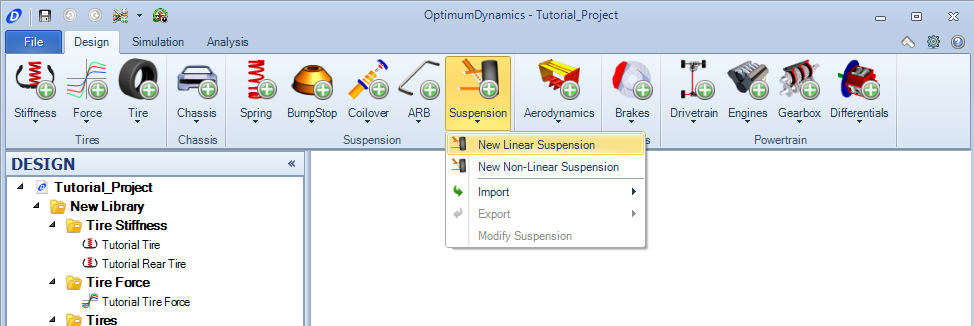 OptimumDynamics - Tutorial_Project
File Design Simulation Analysis
Stiffness Force Tire Chassis Spring BumpStop Coilover ARB Suspension Aerodynamics Brakes Drivetrain Engines Gearbox Differentials
Tires Chassis Suspension Powertrain
New Linear Suspension
New Non-Linear Suspension
Import
Export
Modify Suspension
DESIGN «
Tutorial_Project
New Library
Tire Stiffness
Tutorial Tire
Tutorial Rear Tire
Tire Force
Tutorial Tire Force
Tires